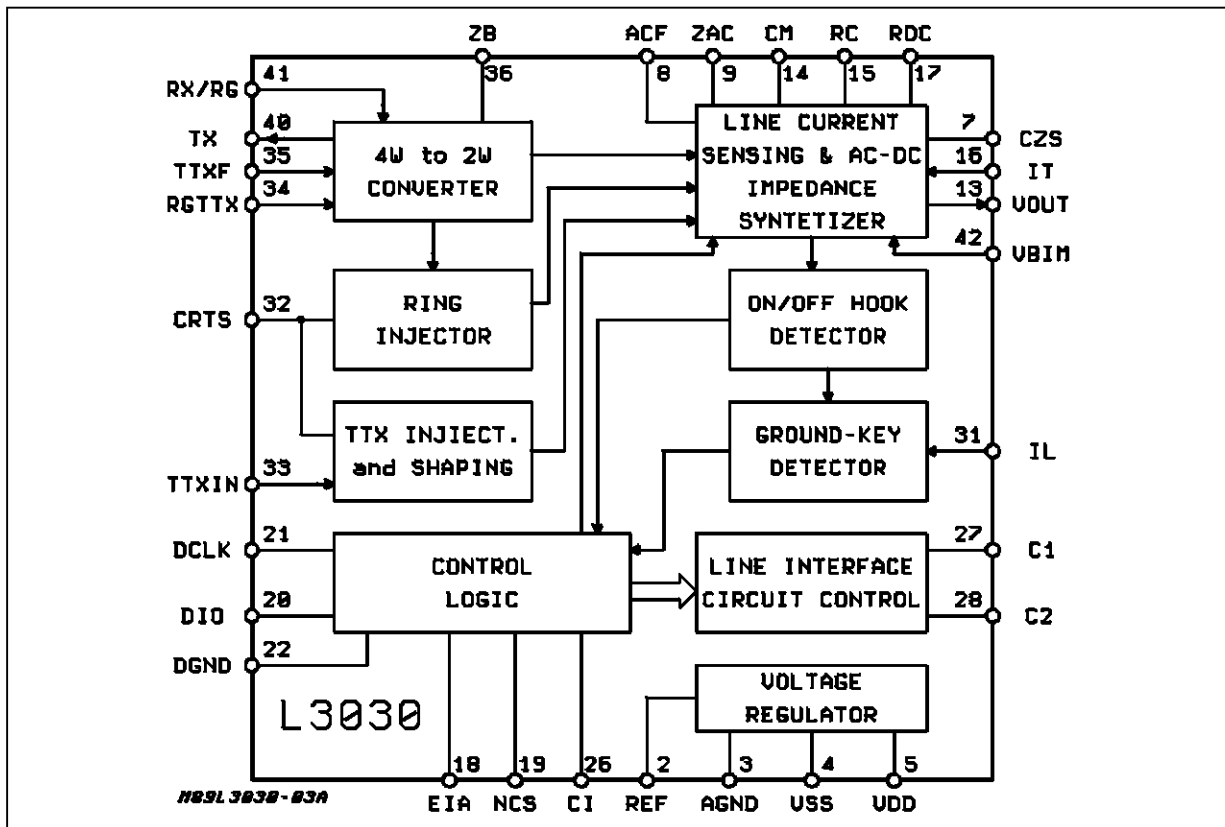 ZB
ACF
ZAC
CM
RC
RDC
36
8
9
14
15
17
41
RX/RG
40
TX
35
TTXF
34
RGTTX
4W to 2W
CONVERTER
LINE CURRENT
SENSING & AC-DC
IMPEDANCE
SYNTETIZER
7
CZS
16
IT
13
VOUT
42
VBIM
32
CRTS
RING
INJECTOR
ON/OFF HOOK
DETECTOR
TTX INJIECT.
and SHAPING
GROUND-KEY
DETECTOR
31
IL
33
TTXIN
21
DCLK
20
DIO
22
DGND
CONTROL
LOGIC
LINE INTERFACE
CIRCUIT CONTROL
27
C1
28
C2
VOLTAGE
REGULATOR
L3030
18
19
26
2
3
4
5
M89L3030-03A
EIA
NCS
CI
REF
AGND
VSS
VDD